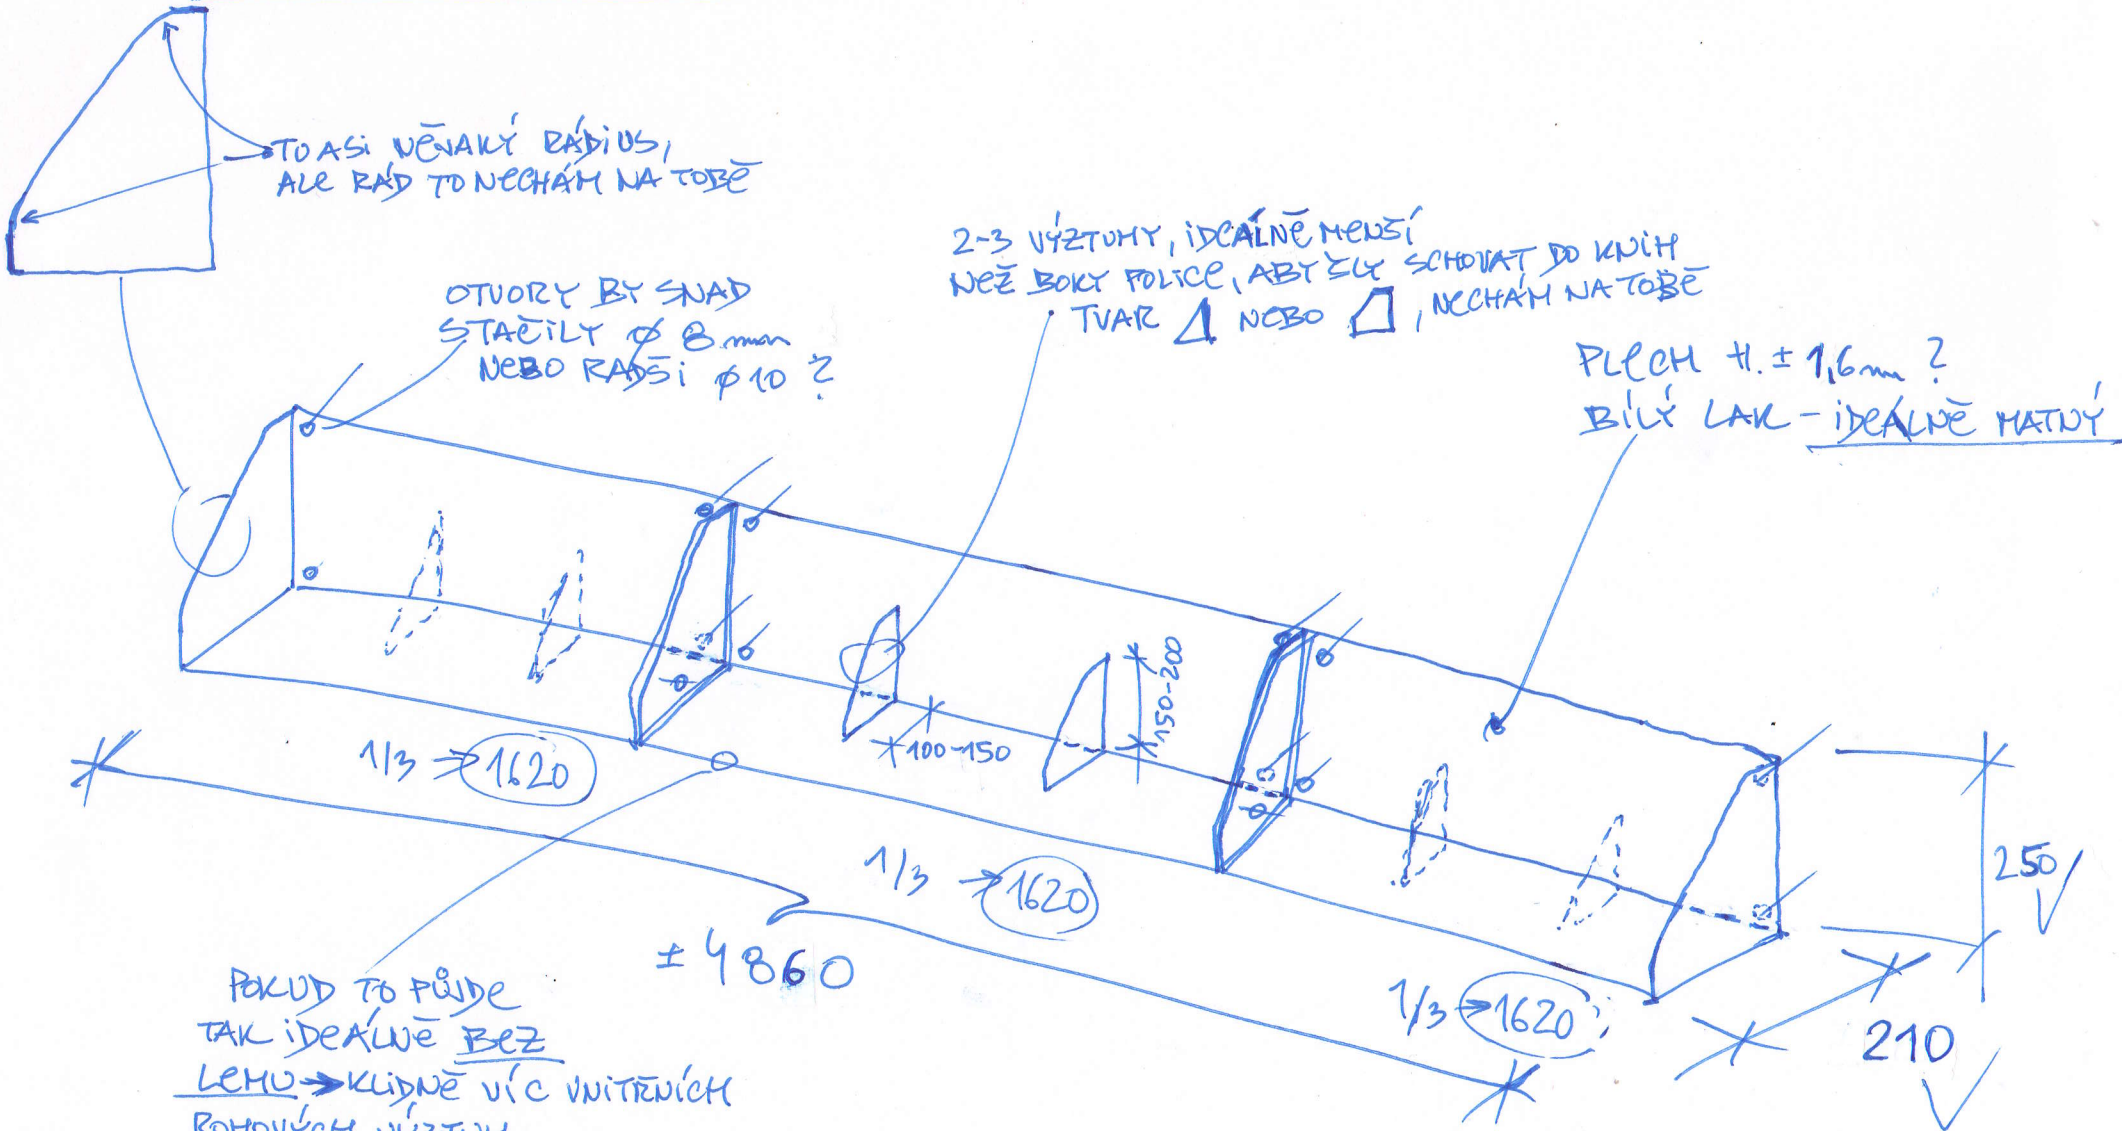 TO ASI NĚJAKÝ RÁDIUS,
ALE RÁD TO NECHÁM NA TOBĚ
OTVORY BY SNAD
STAČILY ø 8 mm
NEBO RADŠI ø 10 ?
2-3 VÝZTUHY, IDEÁLNĚ MENŠÍ
NEŽ BOKY POLICE, ABY ŠLY SCHOVAT DO KNIH
TVAR NEBO , NECHÁM NA TOBĚ
PLECH tl. ± 1,6 mm ?
BÍLÝ LAK - IDEÁLNĚ MATNÝ
150-200
100-150
1/3 → 1620
1/3 → 1620
1/3 → 1620
± 4860
250
210
POKUD TO PŮJDE
TAK IDEÁLNĚ BEZ
LEMU → KLIDNĚ VÍC VNITŘNÍCH
ROHOVÝCH VÝZTUH